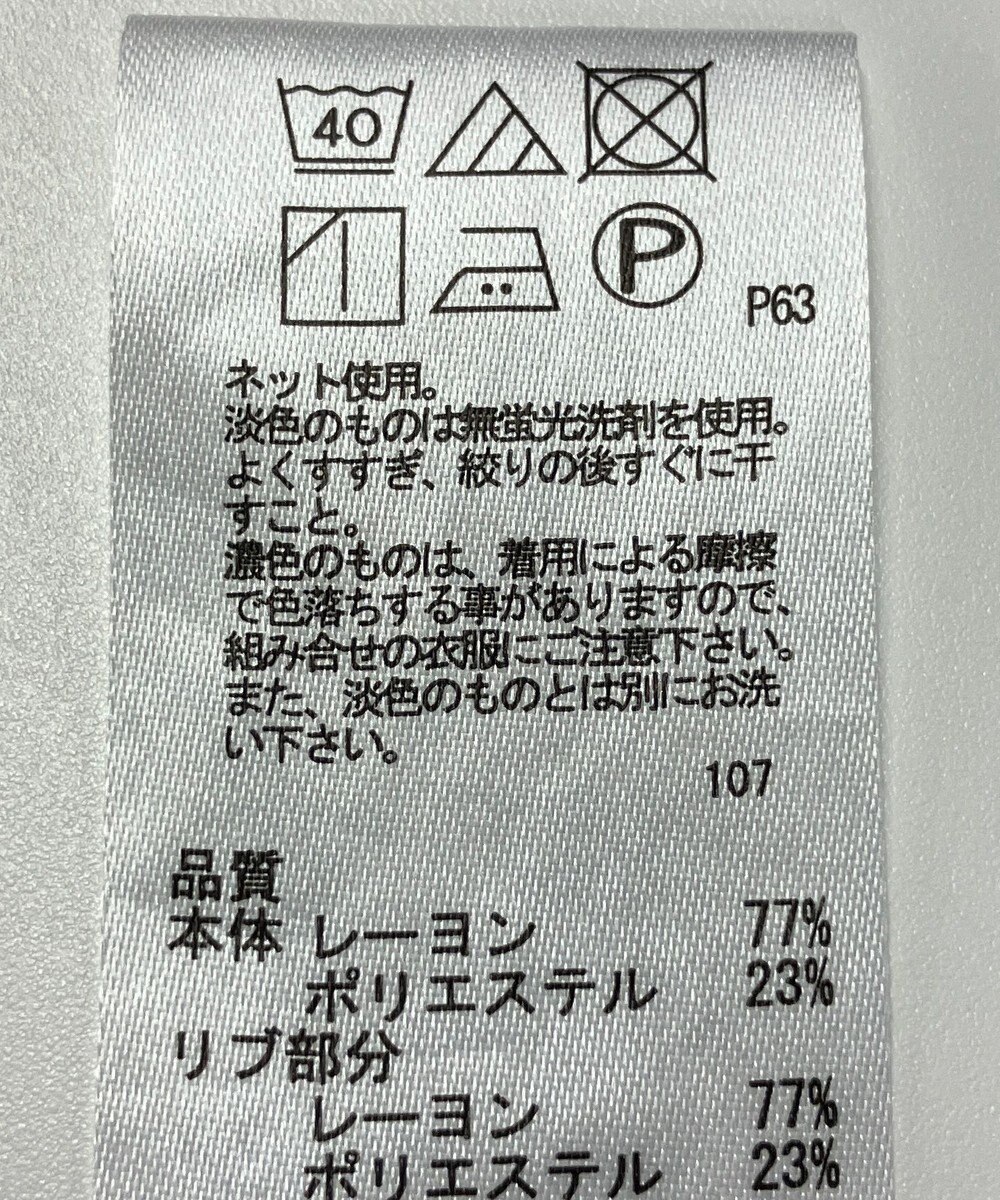 40
P
P63
ネット使用。
淡色のものは無蛍光洗剤を使用。
よくすすぎ、絞りの後すぐに干
すこと。
濃色のものは、着用による摩擦
で色落ちする事がありますので、
組み合せの衣服にご注意下さい。
また、淡色のものとは別にお洗
い下さい。
107
品質
本体 レーヨン 77%
ポリエステル 23%
リブ部分
レーヨン 77%
ポリエステル 23%